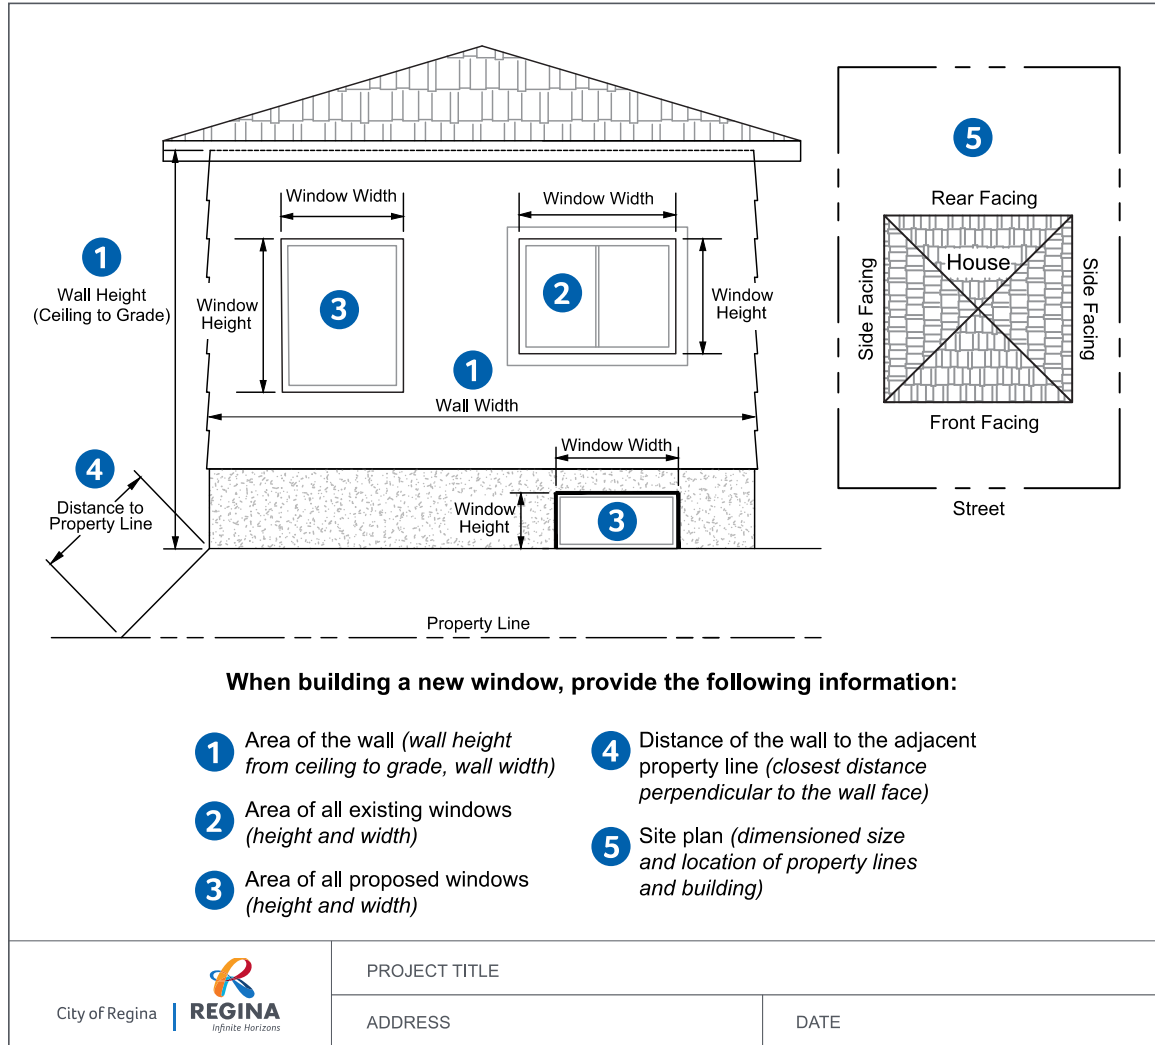 Window Width
Window Width
5
Rear Facing
1
Wall Height
(Ceiling to Grade)
Window
Height
3
2
Window
Height
House
Side Facing
Side Facing
1
Wall Width
Front Facing
Window Width
4
Distance to
Property Line
Window
Height
3
Street
Property Line
When building a new window, provide the following information:
1 Area of the wall (wall height
from ceiling to grade, wall width)
2 Area of all existing windows
(height and width)
3 Area of all proposed windows
(height and width)
4 Distance of the wall to the adjacent
property line (closest distance
perpendicular to the wall face)
5 Site plan (dimensioned size
and location of property lines
and building)
City of Regina
REGINA
Infinite Horizons
PROJECT TITLE
ADDRESS
DATE